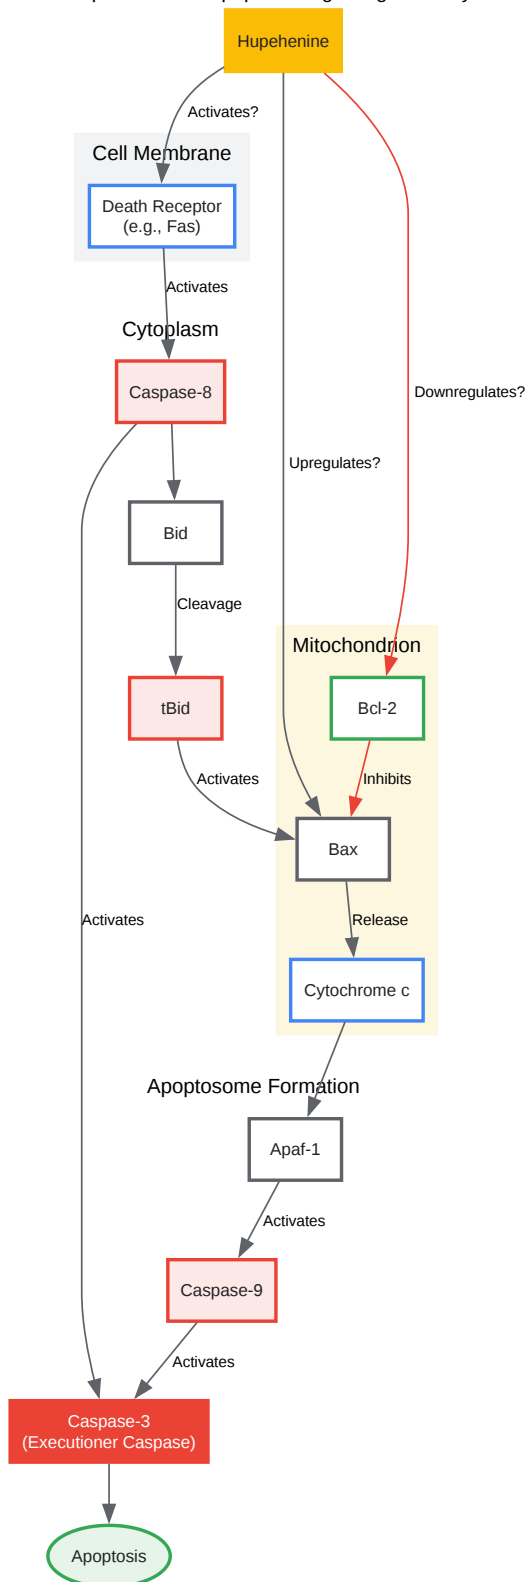 Hupehenine
Activates?
Cell Membrane
Death Receptor
(e.g., Fas)
Activates
Cytoplasm
Caspase-8
Downregulates?
Upregulates?
Bid
Cleavage
Mitochondrion
tBid
Bcl-2
Activates
Inhibits
Bax
Activates
Release
Cytochrome c
Apoptosome Formation
Apaf-1
Activates
Caspase-9
Activates
Caspase-3
(Executioner Caspase)
Apoptosis